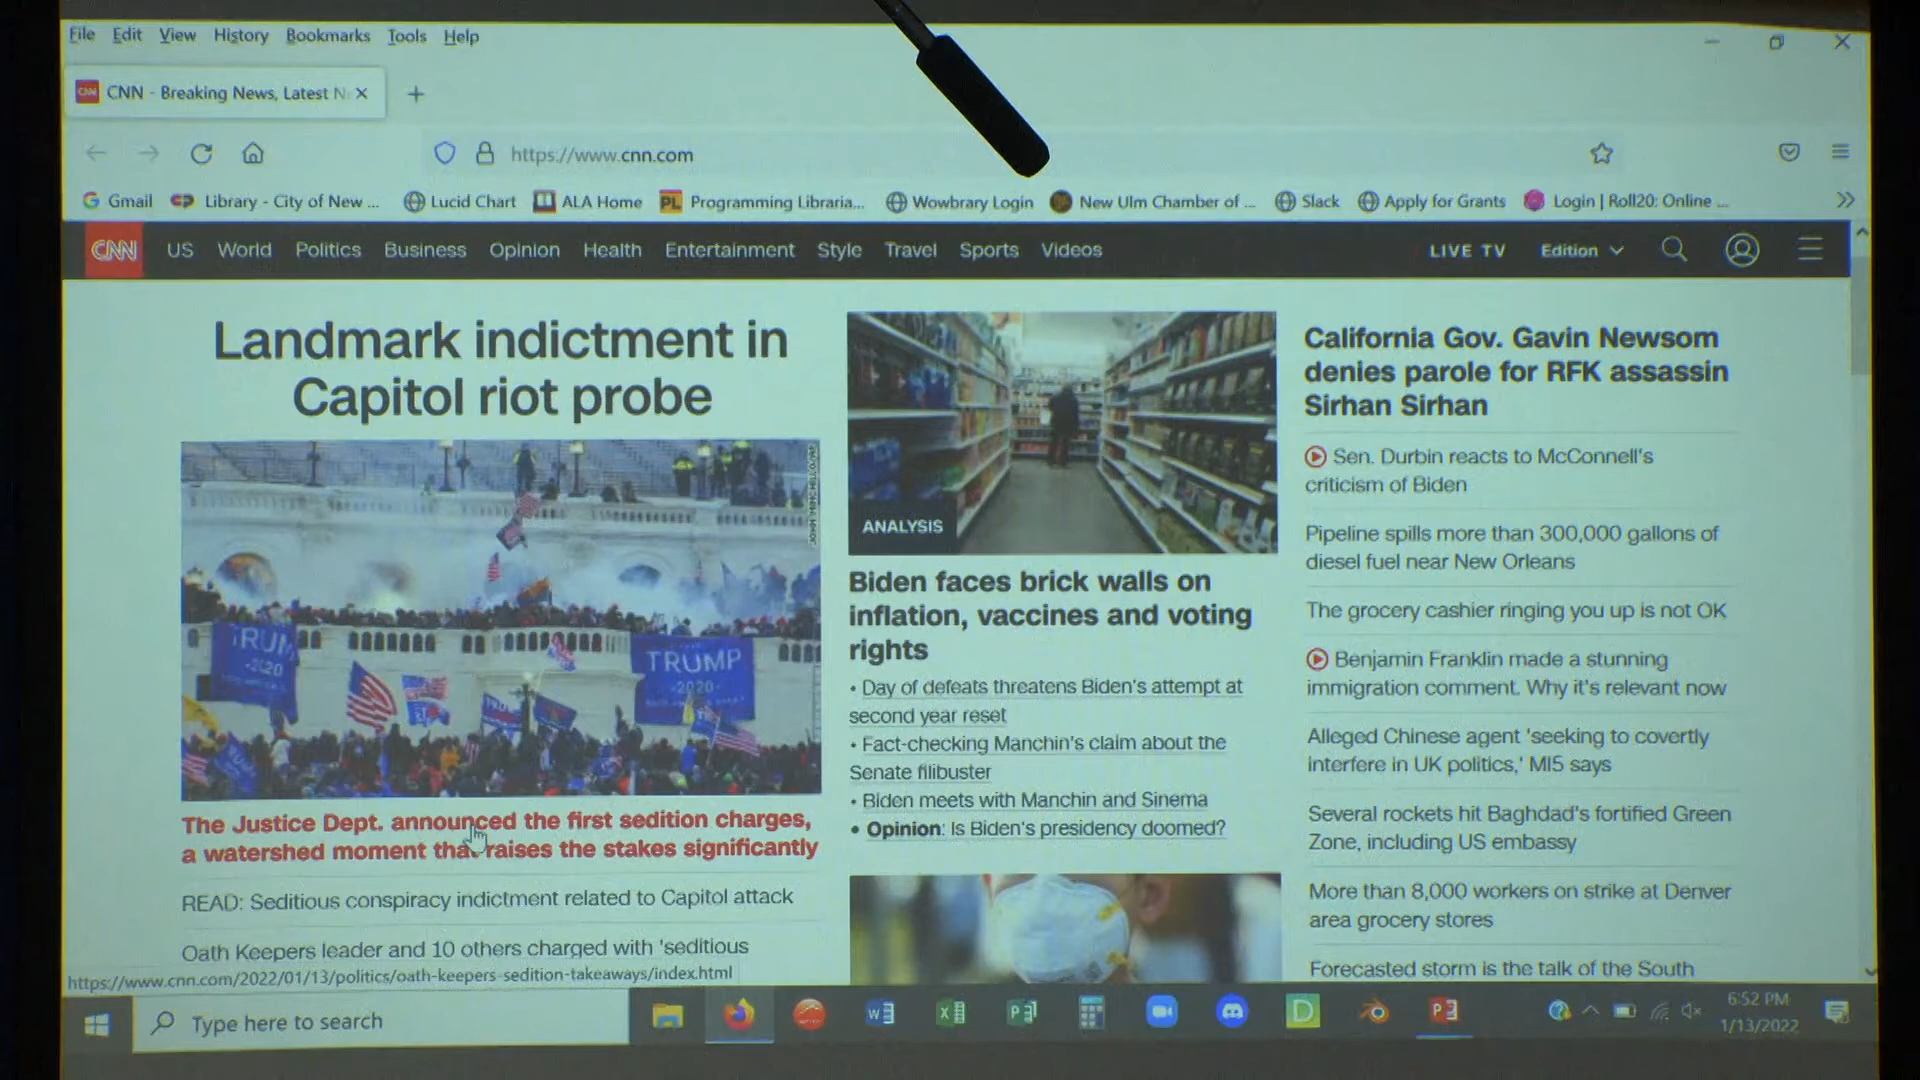 File Edit View History Bookmarks Tools Help
CNN - Breaking News, Latest N
https://www.cnn.com
Gmail Library - City of New ... Lucid Chart ALA Home Programming Libraria... Wowbrary Login New Ulm Chamber of ... Slack Apply for Grants Login | Roll20: Online ...
CNN US World Politics Business Opinion Health Entertainment Style Travel Sports Videos LIVE TV Edition
Landmark indictment in
Capitol riot probe
TRUMP
-2020-
TRUMP
-2020-
The Justice Dept. announced the first sedition charges,
a watershed moment that raises the stakes significantly
READ: Seditious conspiracy indictment related to Capitol attack
Oath Keepers leader and 10 others charged with 'seditious
ANALYSIS
Biden faces brick walls on
inflation, vaccines and voting
rights
• Day of defeats threatens Biden's attempt at
second year reset
• Fact-checking Manchin's claim about the
Senate filibuster
• Biden meets with Manchin and Sinema
• Opinion: Is Biden's presidency doomed?
California Gov. Gavin Newsom
denies parole for RFK assassin
Sirhan Sirhan
Sen. Durbin reacts to McConnell's
criticism of Biden
Pipeline spills more than 300,000 gallons of
diesel fuel near New Orleans
The grocery cashier ringing you up is not OK
Benjamin Franklin made a stunning
immigration comment. Why it's relevant now
Alleged Chinese agent 'seeking to covertly
interfere in UK politics,' MI5 says
Several rockets hit Baghdad's fortified Green
Zone, including US embassy
More than 8,000 workers on strike at Denver
area grocery stores
Forecasted storm is the talk of the South
https://www.cnn.com/2022/01/13/politics/oath-keepers-sedition-takeaways/index.html
Type here to search
6:52 PM
1/13/2022